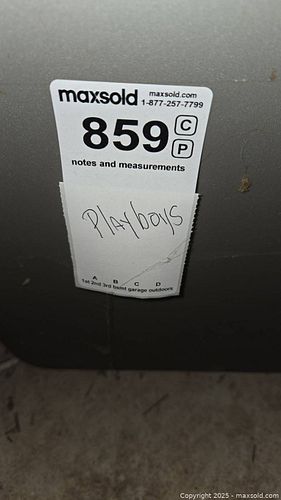 maxsold maxsold.com
1-877-257-7799
859 C
P
notes and measurements
Playboys
A B C D
1st 2nd 3rd bsmt garage outdoors
Copyright © 2025 - maxsold.com